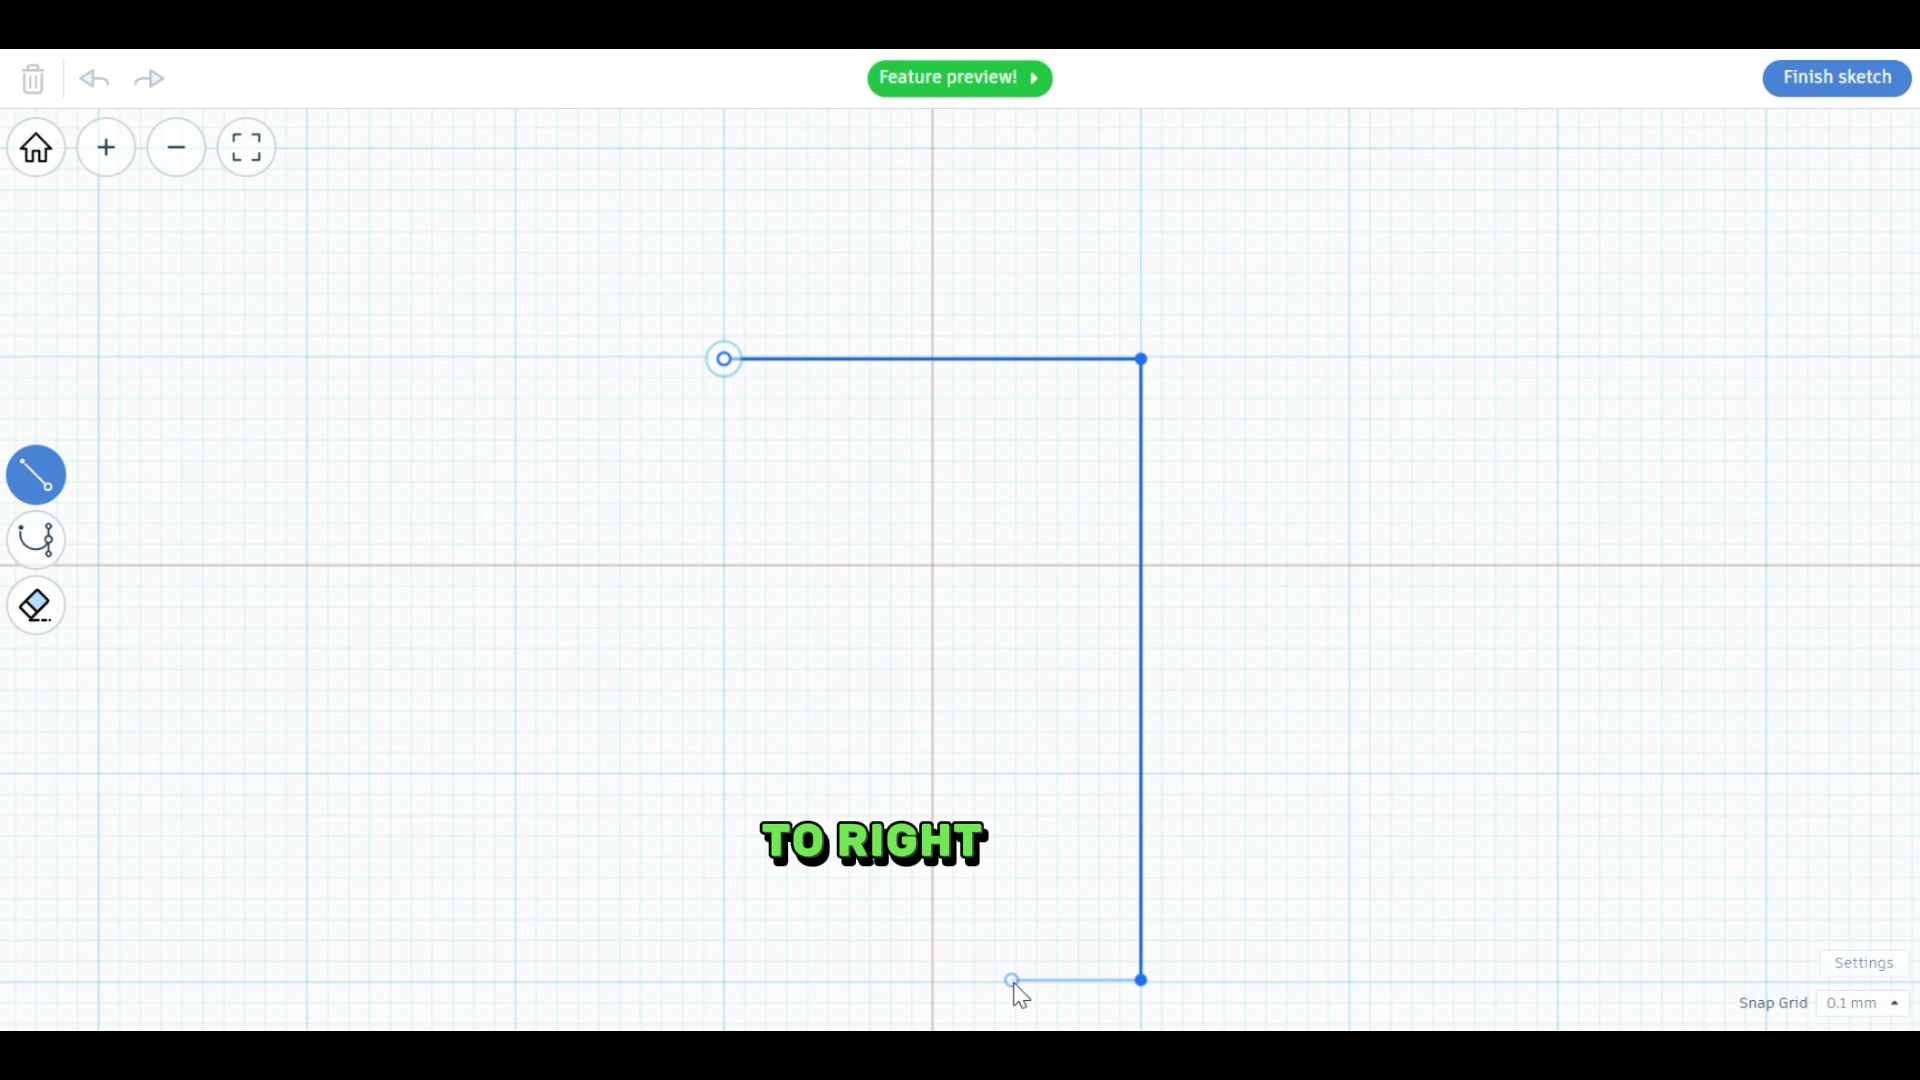 Feature preview!
Finish sketch
TO RIGHT
Settings
Snap Grid 0.1 mm